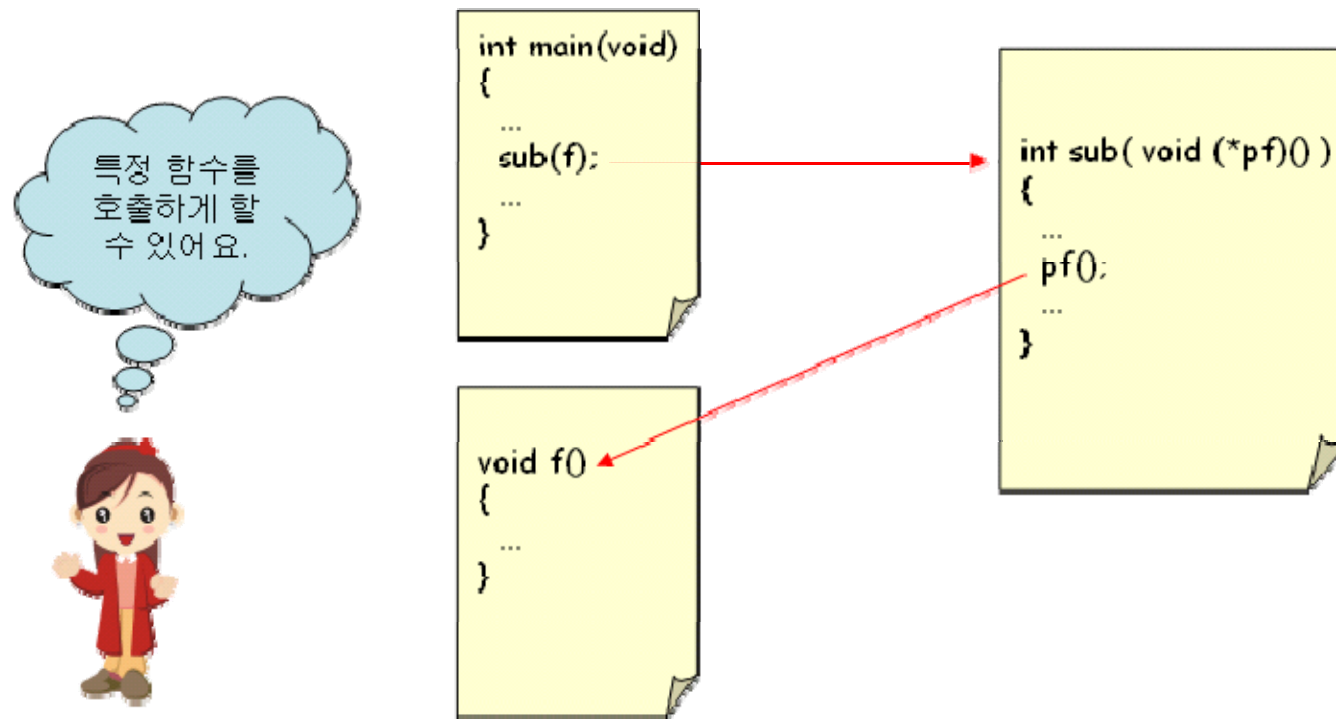 특정 함수를
호출하게 할
수 있어요.
int main(void)
{
...
sub(f);
...
}
void f()
{
...
}
int sub( void (*pf)() )
{
...
pf();
...
}